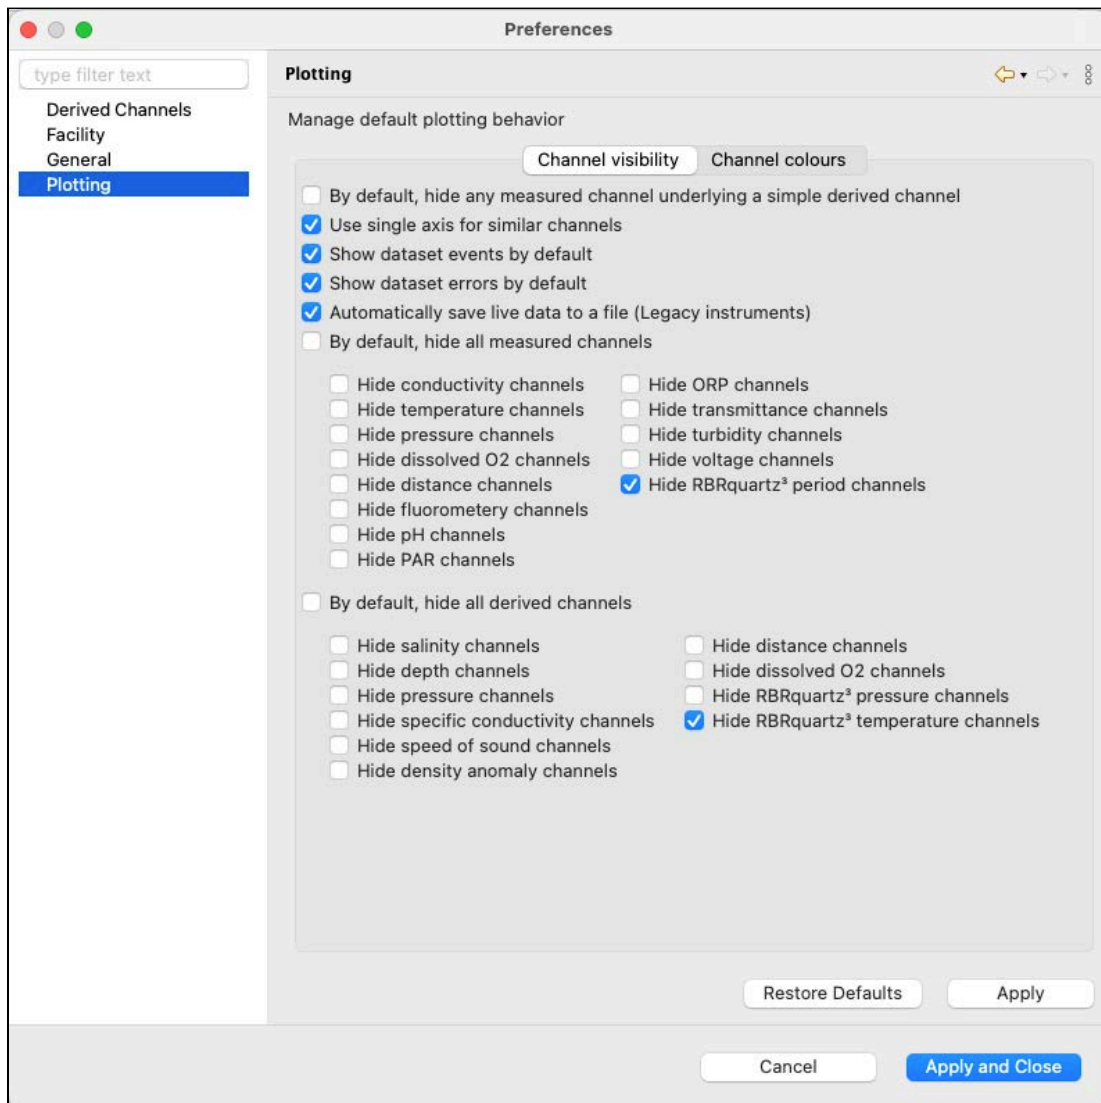 Preferences
type filter text
Derived Channels
Facility
General
Plotting
Plotting
Manage default plotting behavior
Channel visibility
Channel colours
By default, hide any measured channel underlying a simple derived channel
Use single axis for similar channels
Show dataset events by default
Show dataset errors by default
Automatically save live data to a file (Legacy instruments)
By default, hide all measured channels
Hide conductivity channels
Hide temperature channels
Hide pressure channels
Hide dissolved O2 channels
Hide distance channels
Hide fluorometery channels
Hide pH channels
Hide PAR channels
Hide ORP channels
Hide transmittance channels
Hide turbidity channels
Hide voltage channels
Hide RBRquartz³ period channels
By default, hide all derived channels
Hide salinity channels
Hide depth channels
Hide pressure channels
Hide specific conductivity channels
Hide speed of sound channels
Hide density anomaly channels
Hide distance channels
Hide dissolved O2 channels
Hide RBRquartz³ pressure channels
Hide RBRquartz³ temperature channels
Restore Defaults
Apply
Cancel
Apply and Close